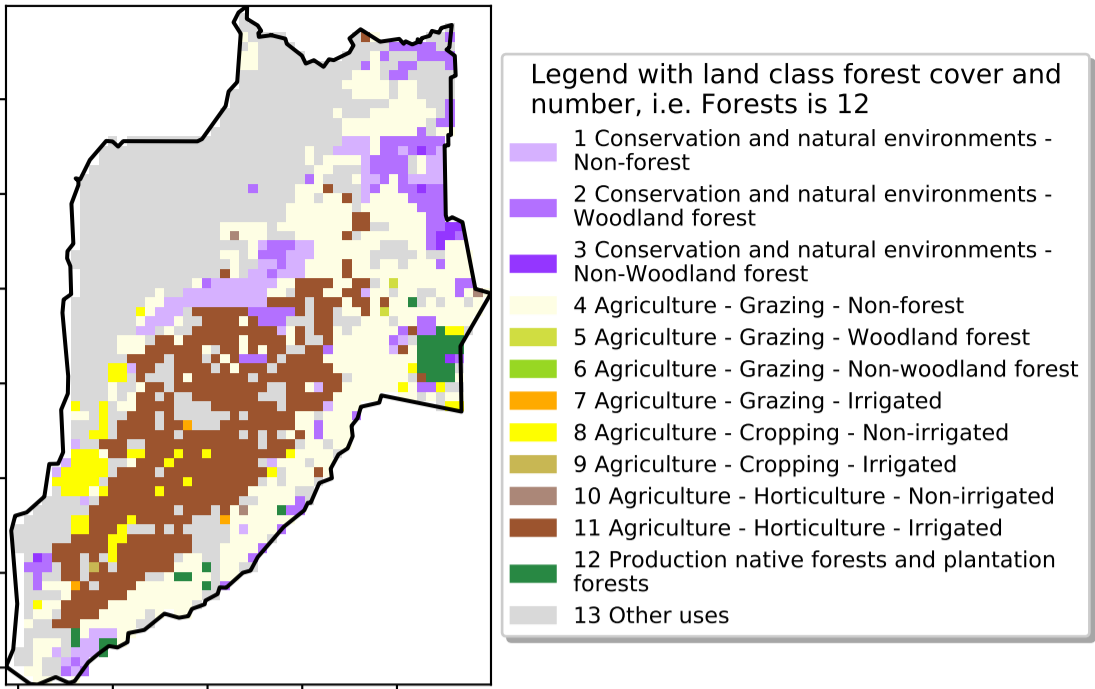 Legend with land class forest cover and
number, i.e. Forests is 12
1 Conservation and natural environments -
Non-forest
2 Conservation and natural environments -
Woodland forest
3 Conservation and natural environments -
Non-Woodland forest
4 Agriculture - Grazing - Non-forest
5 Agriculture - Grazing - Woodland forest
6 Agriculture - Grazing - Non-woodland forest
7 Agriculture - Grazing - Irrigated
8 Agriculture - Cropping - Non-irrigated
9 Agriculture - Cropping - Irrigated
10 Agriculture - Horticulture - Non-irrigated
11 Agriculture - Horticulture - Irrigated
12 Production native forests and plantation
forests
13 Other uses